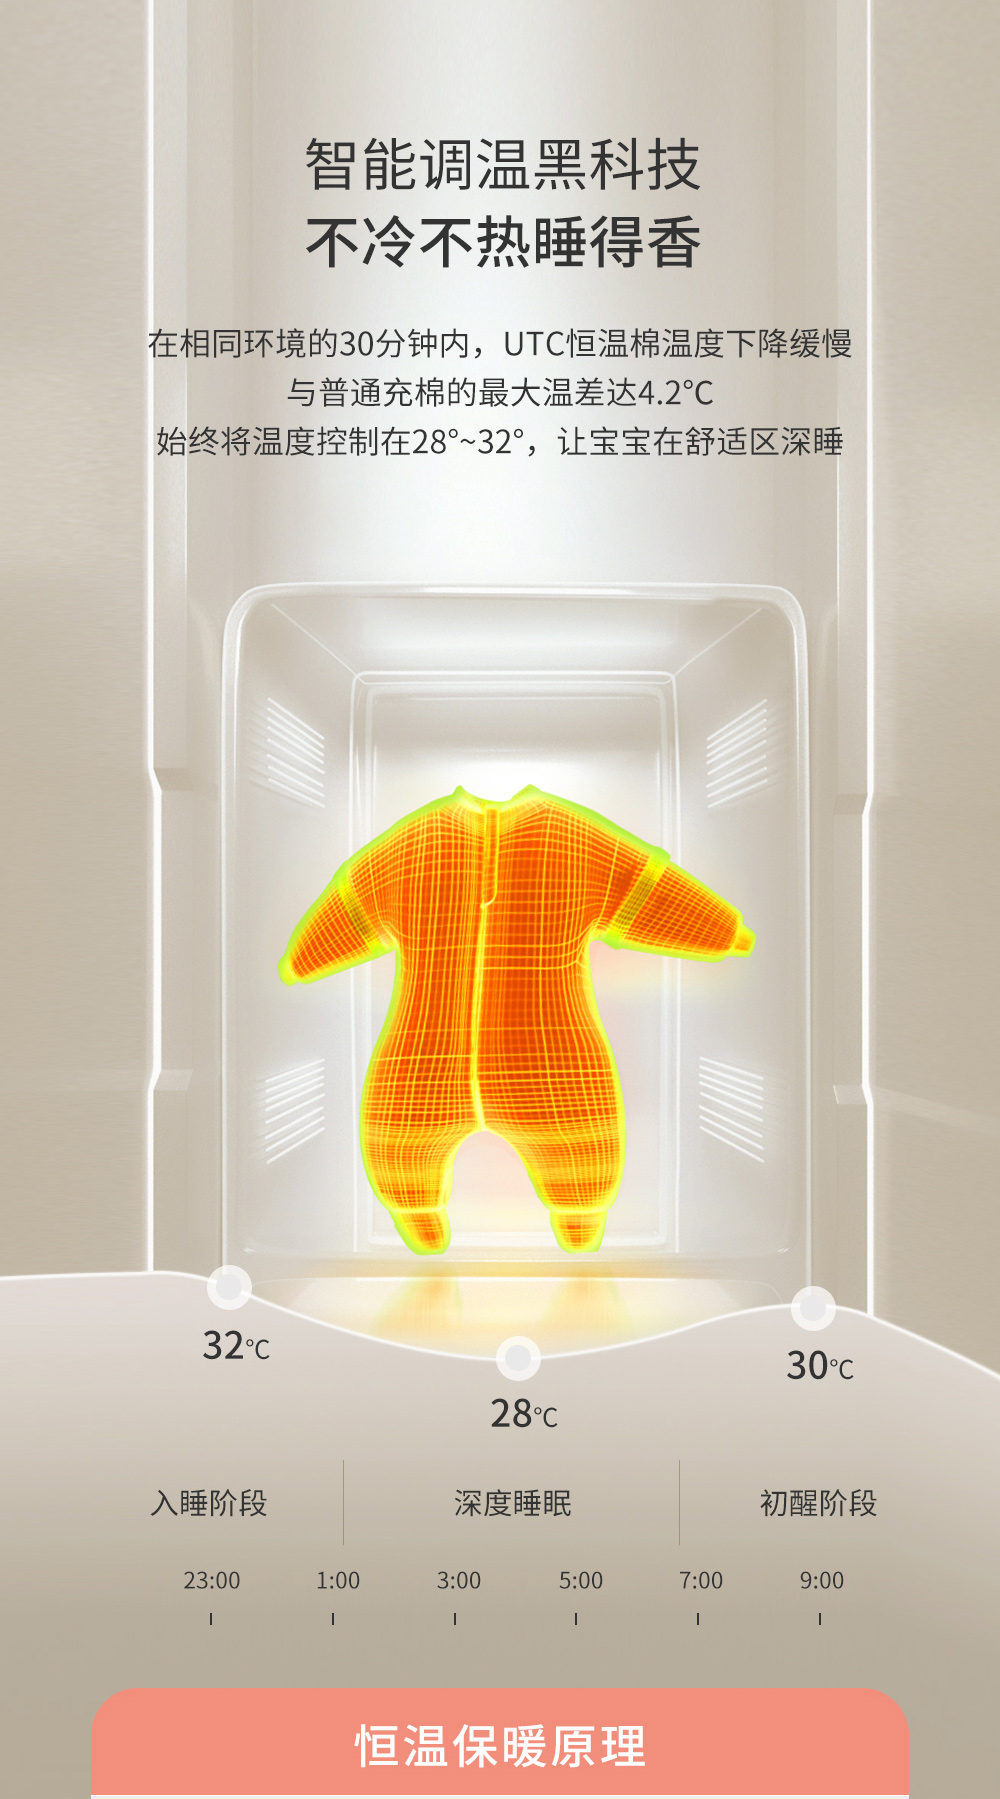 智能调温黑科技
不冷不热睡得香
在相同环境的30分钟内，UTC恒温棉温度下降缓慢
与普通充棉的最大温差达4.2℃
始终将温度控制在28°~32°，让宝宝在舒适区深睡
32℃
30℃
28℃
入睡阶段 深度睡眠 初醒阶段
23:00 1:00 3:00 5:00 7:00 9:00
恒温保暖原理